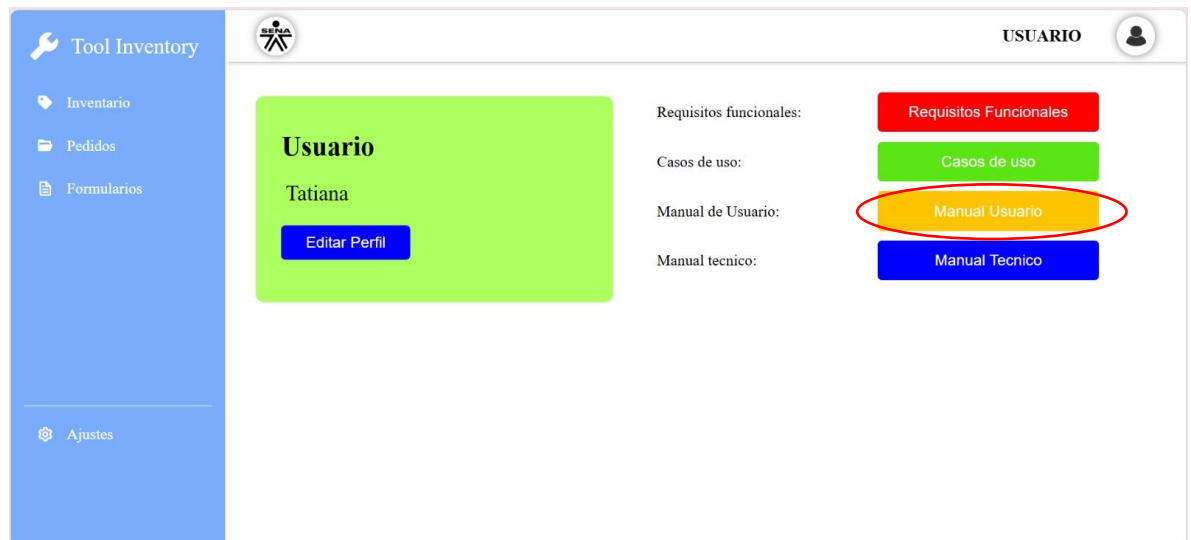 Tool Inventory
Inventario
Pedidos
Formularios
Ajustes
SENA
USUARIO
Usuario
Tatiana
Editar Perfil
Requisitos funcionales:
Requisitos Funcionales
Casos de uso:
Casos de uso
Manual de Usuario:
Manual Usuario
Manual tecnico:
Manual Tecnico